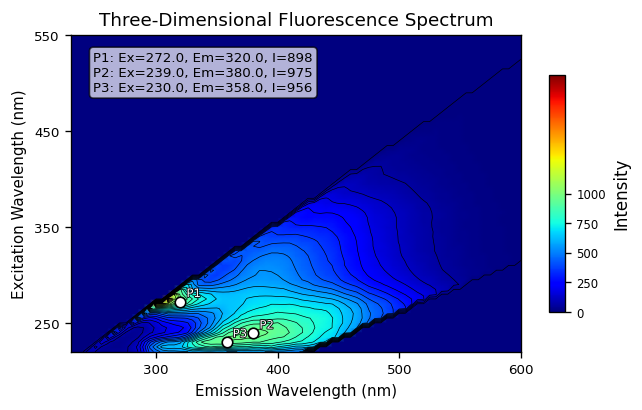 Three-Dimensional Fluorescence Spectrum
P1: Ex=272.0, Em=320.0, I=898
P2: Ex=239.0, Em=380.0, I=975
P3: Ex=230.0, Em=358.0, I=956
Excitation Wavelength (nm)
550
450
350
250
P1
P2
P3
300
400
500
600
Emission Wavelength (nm)
1000
750
500
250
0
Intensity